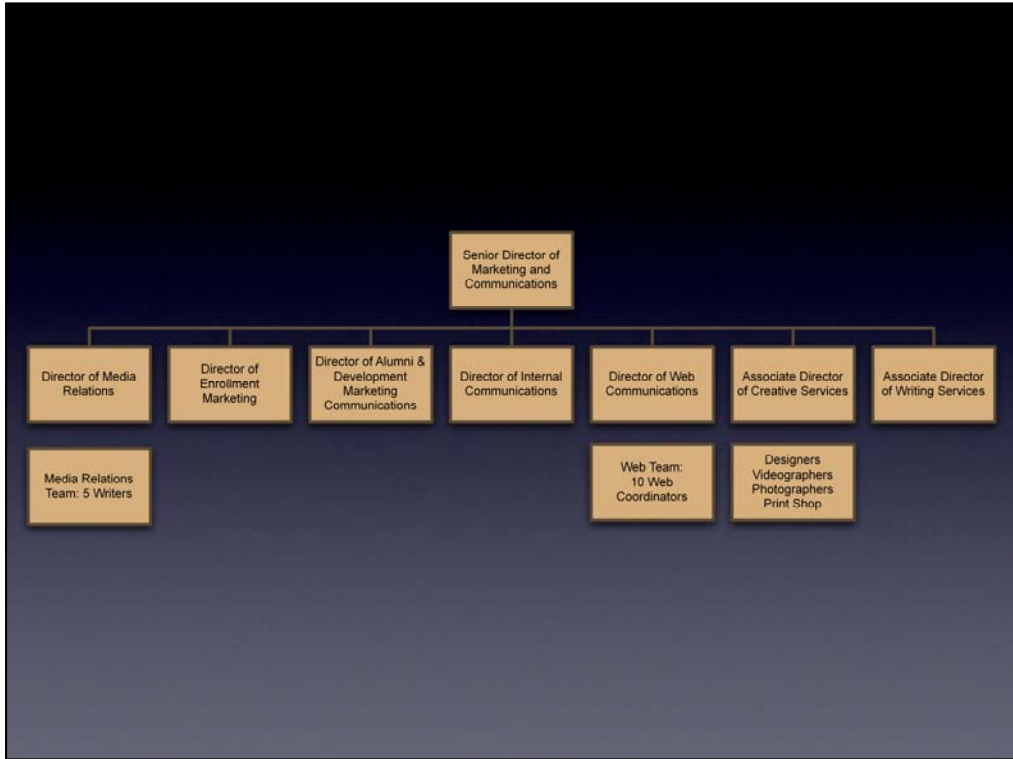 Senior Director of
Marketing and
Communications
Director of Media
Relations
Director of
Enrollment
Marketing
Director of Alumni &
Development
Marketing
Communications
Director of Internal
Communications
Director of Web
Communications
Associate Director
of Creative Services
Associate Director
of Writing Services
Media Relations
Team: 5 Writers
Web Team:
10 Web
Coordinators
Designers
Videographers
Photographers
Print Shop